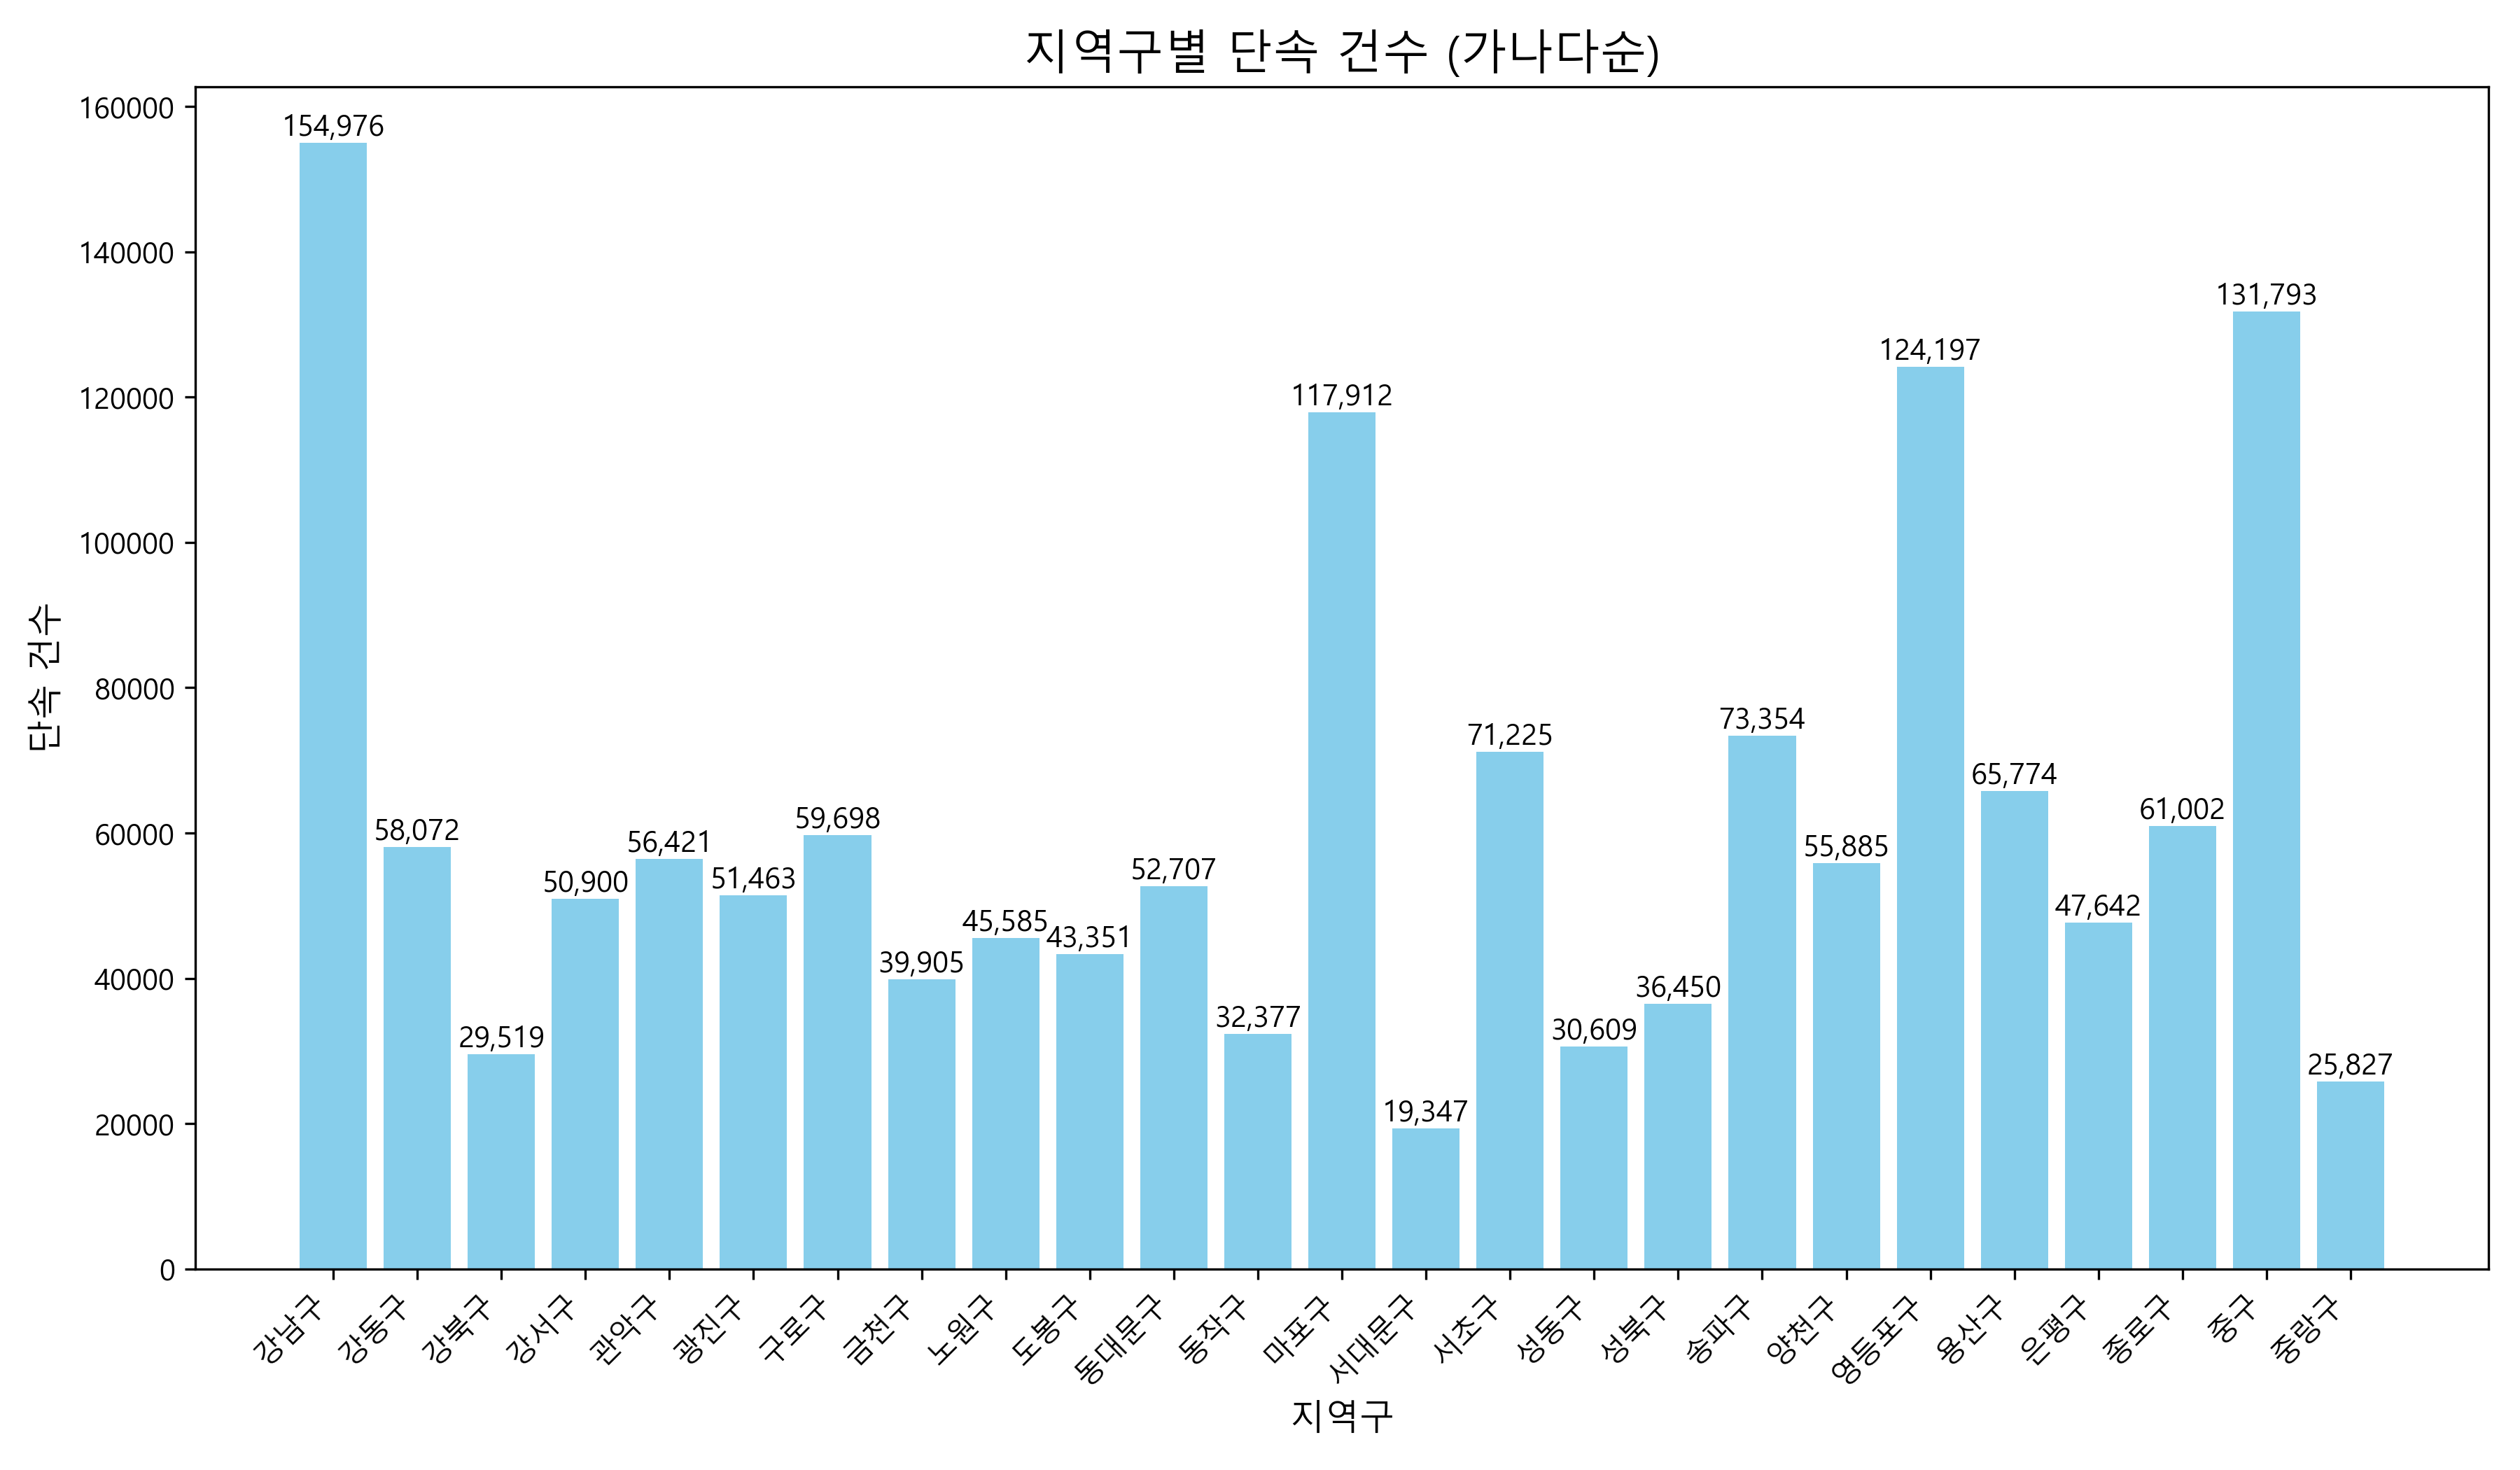 지역구별 단속 건수 (가나다순)
단속 건수
160000
140000
120000
100000
80000
60000
40000
20000
0
154,976
58,072
29,519
50,900
56,421
51,463
59,698
39,905
45,585
43,351
52,707
32,377
117,912
19,347
71,225
30,609
36,450
73,354
55,885
124,197
65,774
47,642
61,002
131,793
25,827
강남구
강동구
강북구
강서구
관악구
광진구
구로구
금천구
노원구
도봉구
동대문구
동작구
마포구
서대문구
서초구
성동구
성북구
송파구
양천구
영등포구
용산구
은평구
종로구
중구
중랑구
지역구